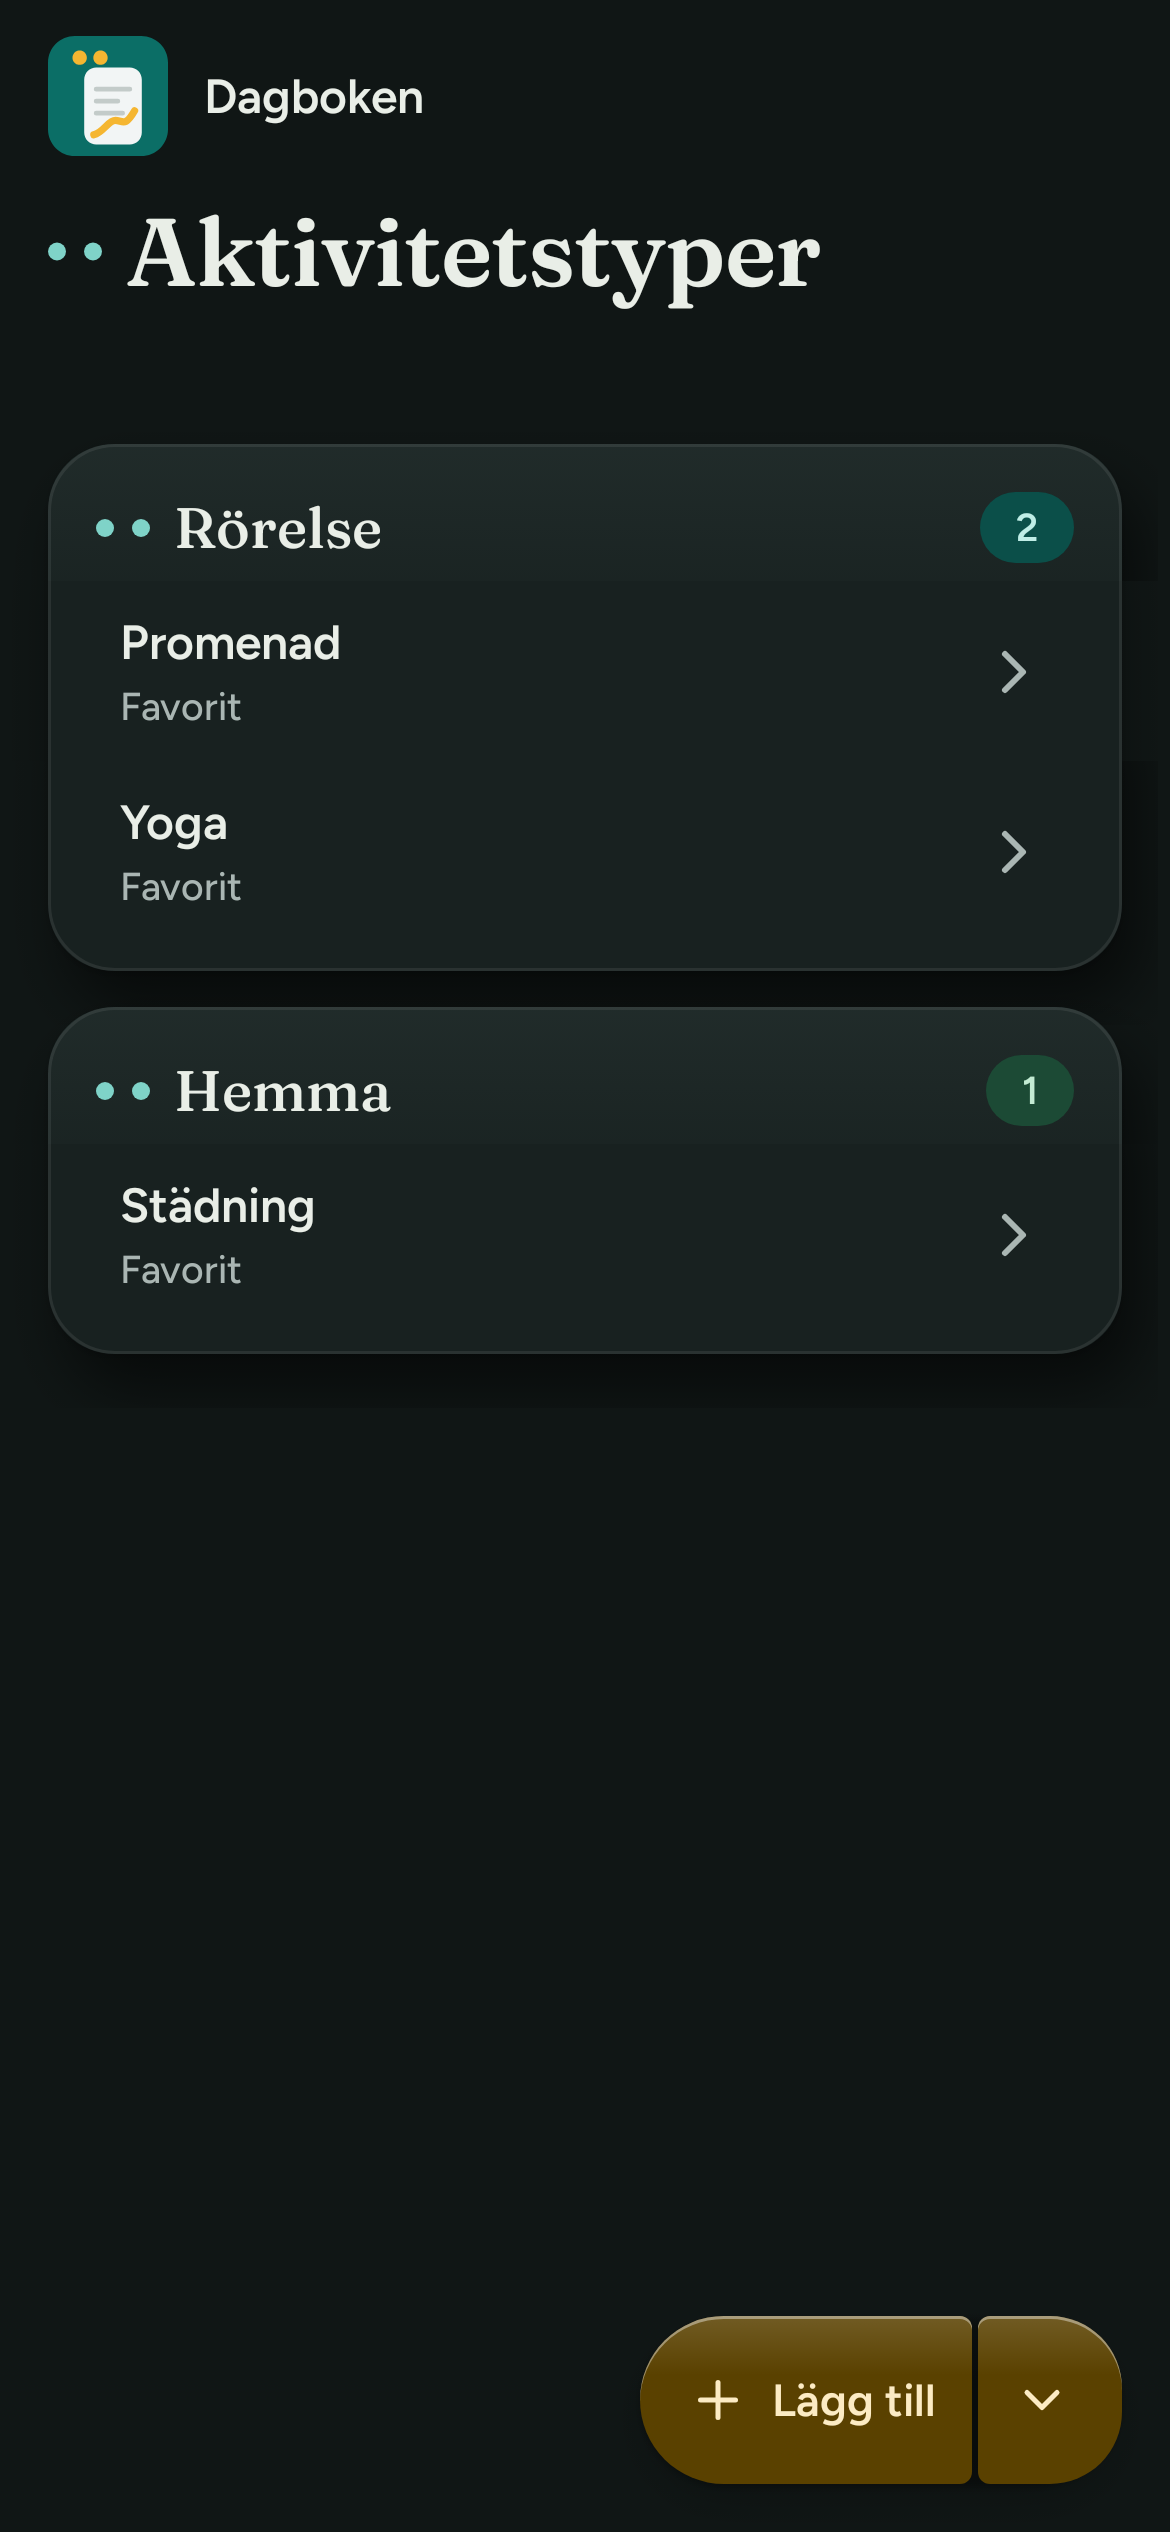 Dagboken
Aktivitetstyper
Rörelse 2
Promenad
Favorit
Yoga
Favorit
Hemma 1
Städning
Favorit
Lägg till